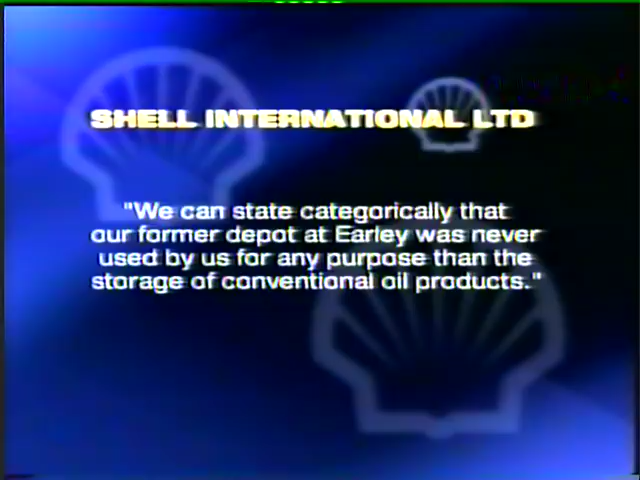 SHELL INTERNATIONAL LTD
"We can state categorically that
our former depot at Earley was never
used by us for any purpose than the
storage of conventional oil products."